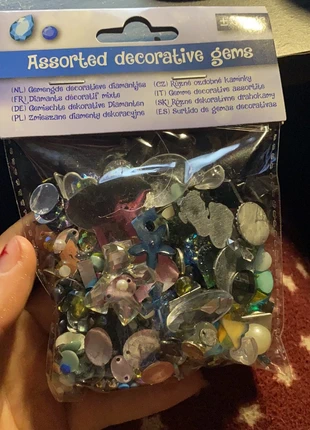 Assorted decorative gems
(NL) Gemengde decoratieve diamantjes
(FR) Diamants décoratif mixte
(DE) Gemischte dekorative Diamanten
(PL) Zmieszane diamenty dekoracyjne
(CZ) Různé ozdobné kamínky
(IT) Gemme decorative assortite
(SK) Rôzne dekoratívne drahokamy
(ES) Surtido de gemas decorativas